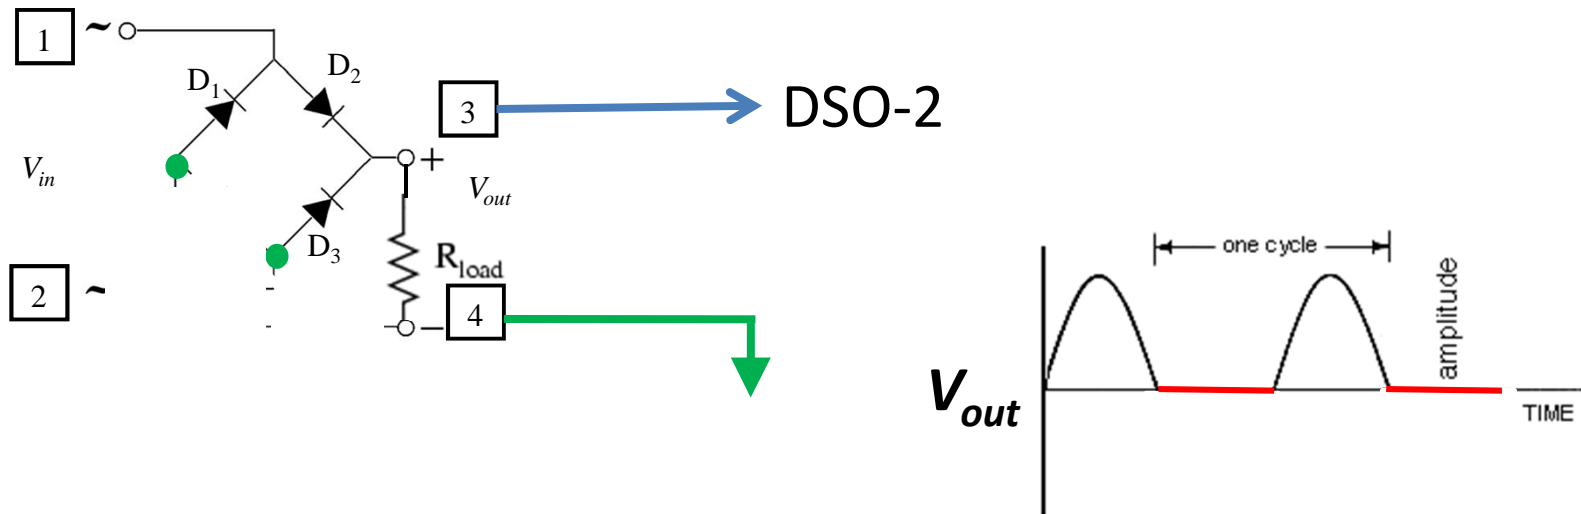 1 ~
D1
D2
3
DSO-2
Vin
+
Vout
D3
Rload
2 ~
4
–
one cycle
amplitude
Vout
TIME